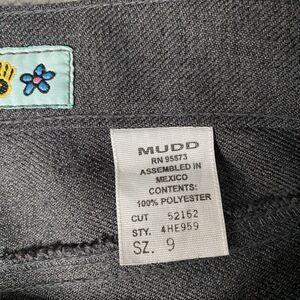 MUDD
RN 95573
ASSEMBLED IN
MEXICO
CONTENTS:
100% POLYESTER
CUT 52162
STY. 4HE959
SZ. 9